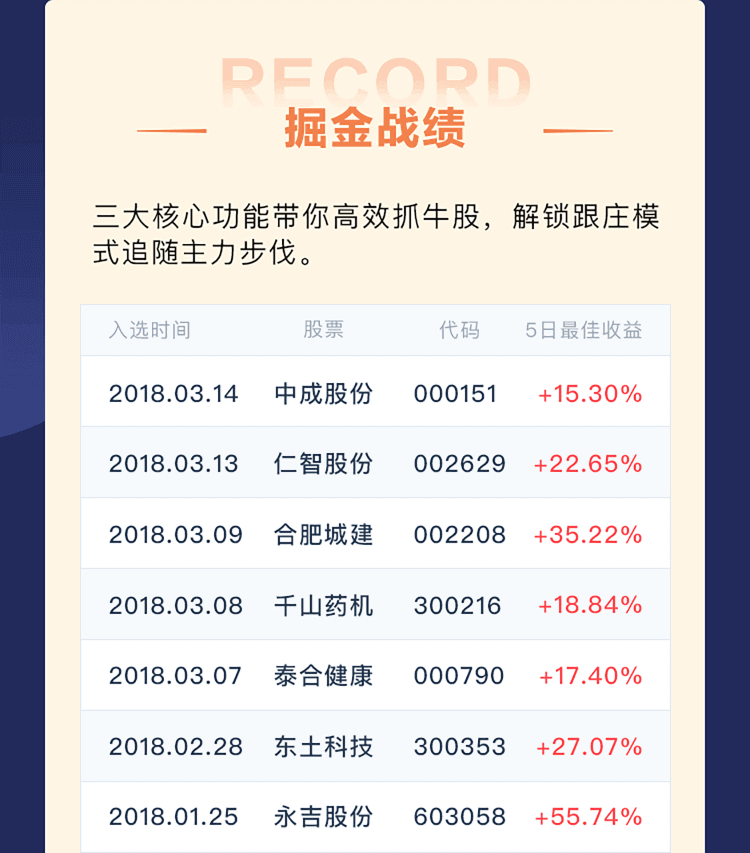 RECORD
掘金战绩
三大核心功能带你高效抓牛股，解锁跟庄模
式追随主力步伐。
入选时间 股票 代码 5日最佳收益
2018.03.14 中成股份 000151 +15.30%
2018.03.13 仁智股份 002629 +22.65%
2018.03.09 合肥城建 002208 +35.22%
2018.03.08 千山药机 300216 +18.84%
2018.03.07 泰合健康 000790 +17.40%
2018.02.28 东土科技 300353 +27.07%
2018.01.25 永吉股份 603058 +55.74%